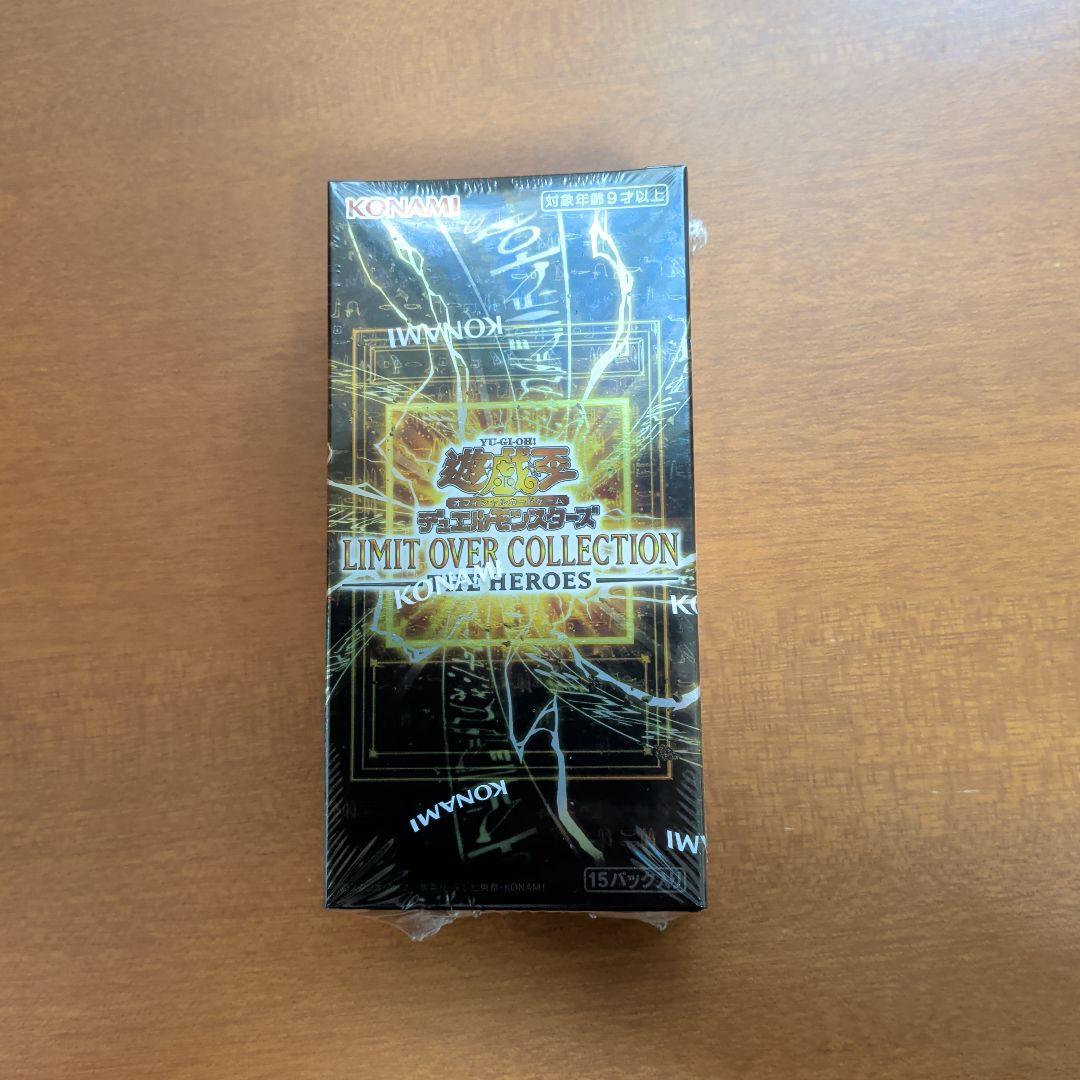 KONAMI
対象年齢9才以上
KONAMI
YU-GI-OH!
遊戯王
オフィシャルカードゲーム
デュエルモンスターズ
LIMIT OVER COLLECTION
THE HEROES
KONAMI
KONAMI
15パック入り